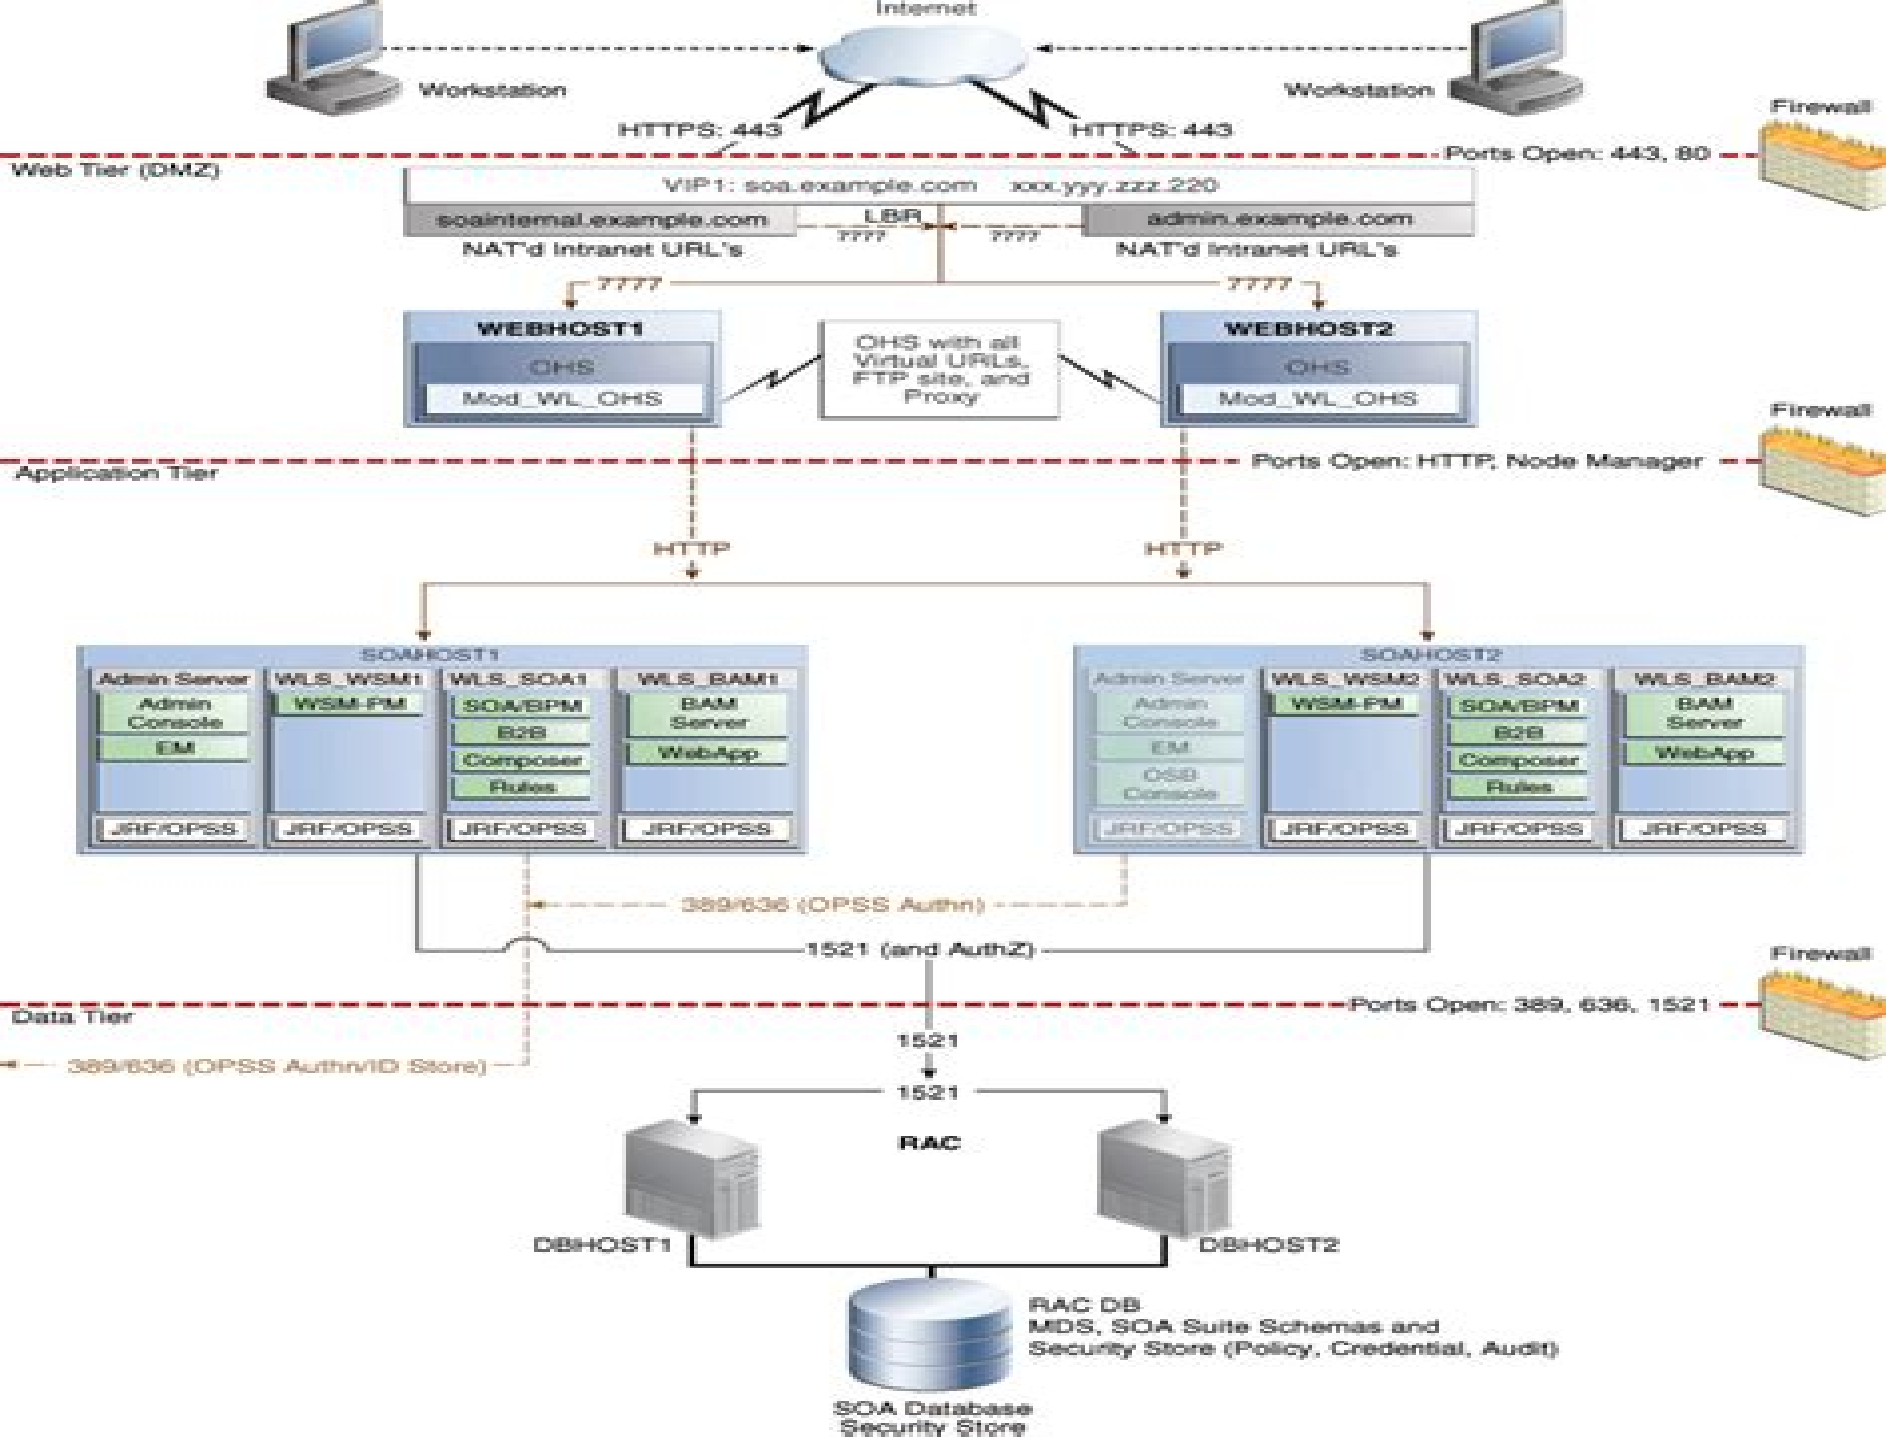 Internet
Workstation
Workstation
Firewall
HTTPS: 443
HTTPS: 443
Ports Open: 443, 80
Web Tier (DMZ)
VIP1: soa.example.com xxx.yyy.zzz.220
soainternal.example.com
LBR
admin.example.com
7777
7777
NAT'd Intranet URL's
NAT'd Intranet URL's
7777
7777
WEBHOST1
OHS
Mod_WL_OHS
OHS with all
Virtual URLs,
FTP site, and
Proxy
WEBHOST2
OHS
Mod_WL_OHS
Firewall
Ports Open: HTTP, Node Manager
Application Tier
HTTP
HTTP
SOAHOST1
Admin Server
Admin
Console
EM
JRF/OPSS
WLS_WSM1
WSM-PM
JRF/OPSS
WLS_SOA1
SOA/BPM
B2B
Composer
Rules
JRF/OPSS
WLS_BAM1
BAM
Server
WebApp
JRF/OPSS
SOAHOST2
Admin Server
Admin
Console
EM
OSB
Console
JRF/OPSS
WLS_WSM2
WSM-PM
JRF/OPSS
WLS_SOA2
SOA/BPM
B2B
Composer
Rules
JRF/OPSS
WLS_BAM2
BAM
Server
WebApp
JRF/OPSS
389/636 (OPSS Authn)
1521 (and AuthZ)
Firewall
Ports Open: 389, 636, 1521
Data Tier
1521
389/636 (OPSS Authn/ID Store)
1521
RAC
DBHOST1
DBHOST2
RAC DB
MDS, SOA Suite Schemas and
Security Store (Policy, Credential, Audit)
SOA Database
Security Store